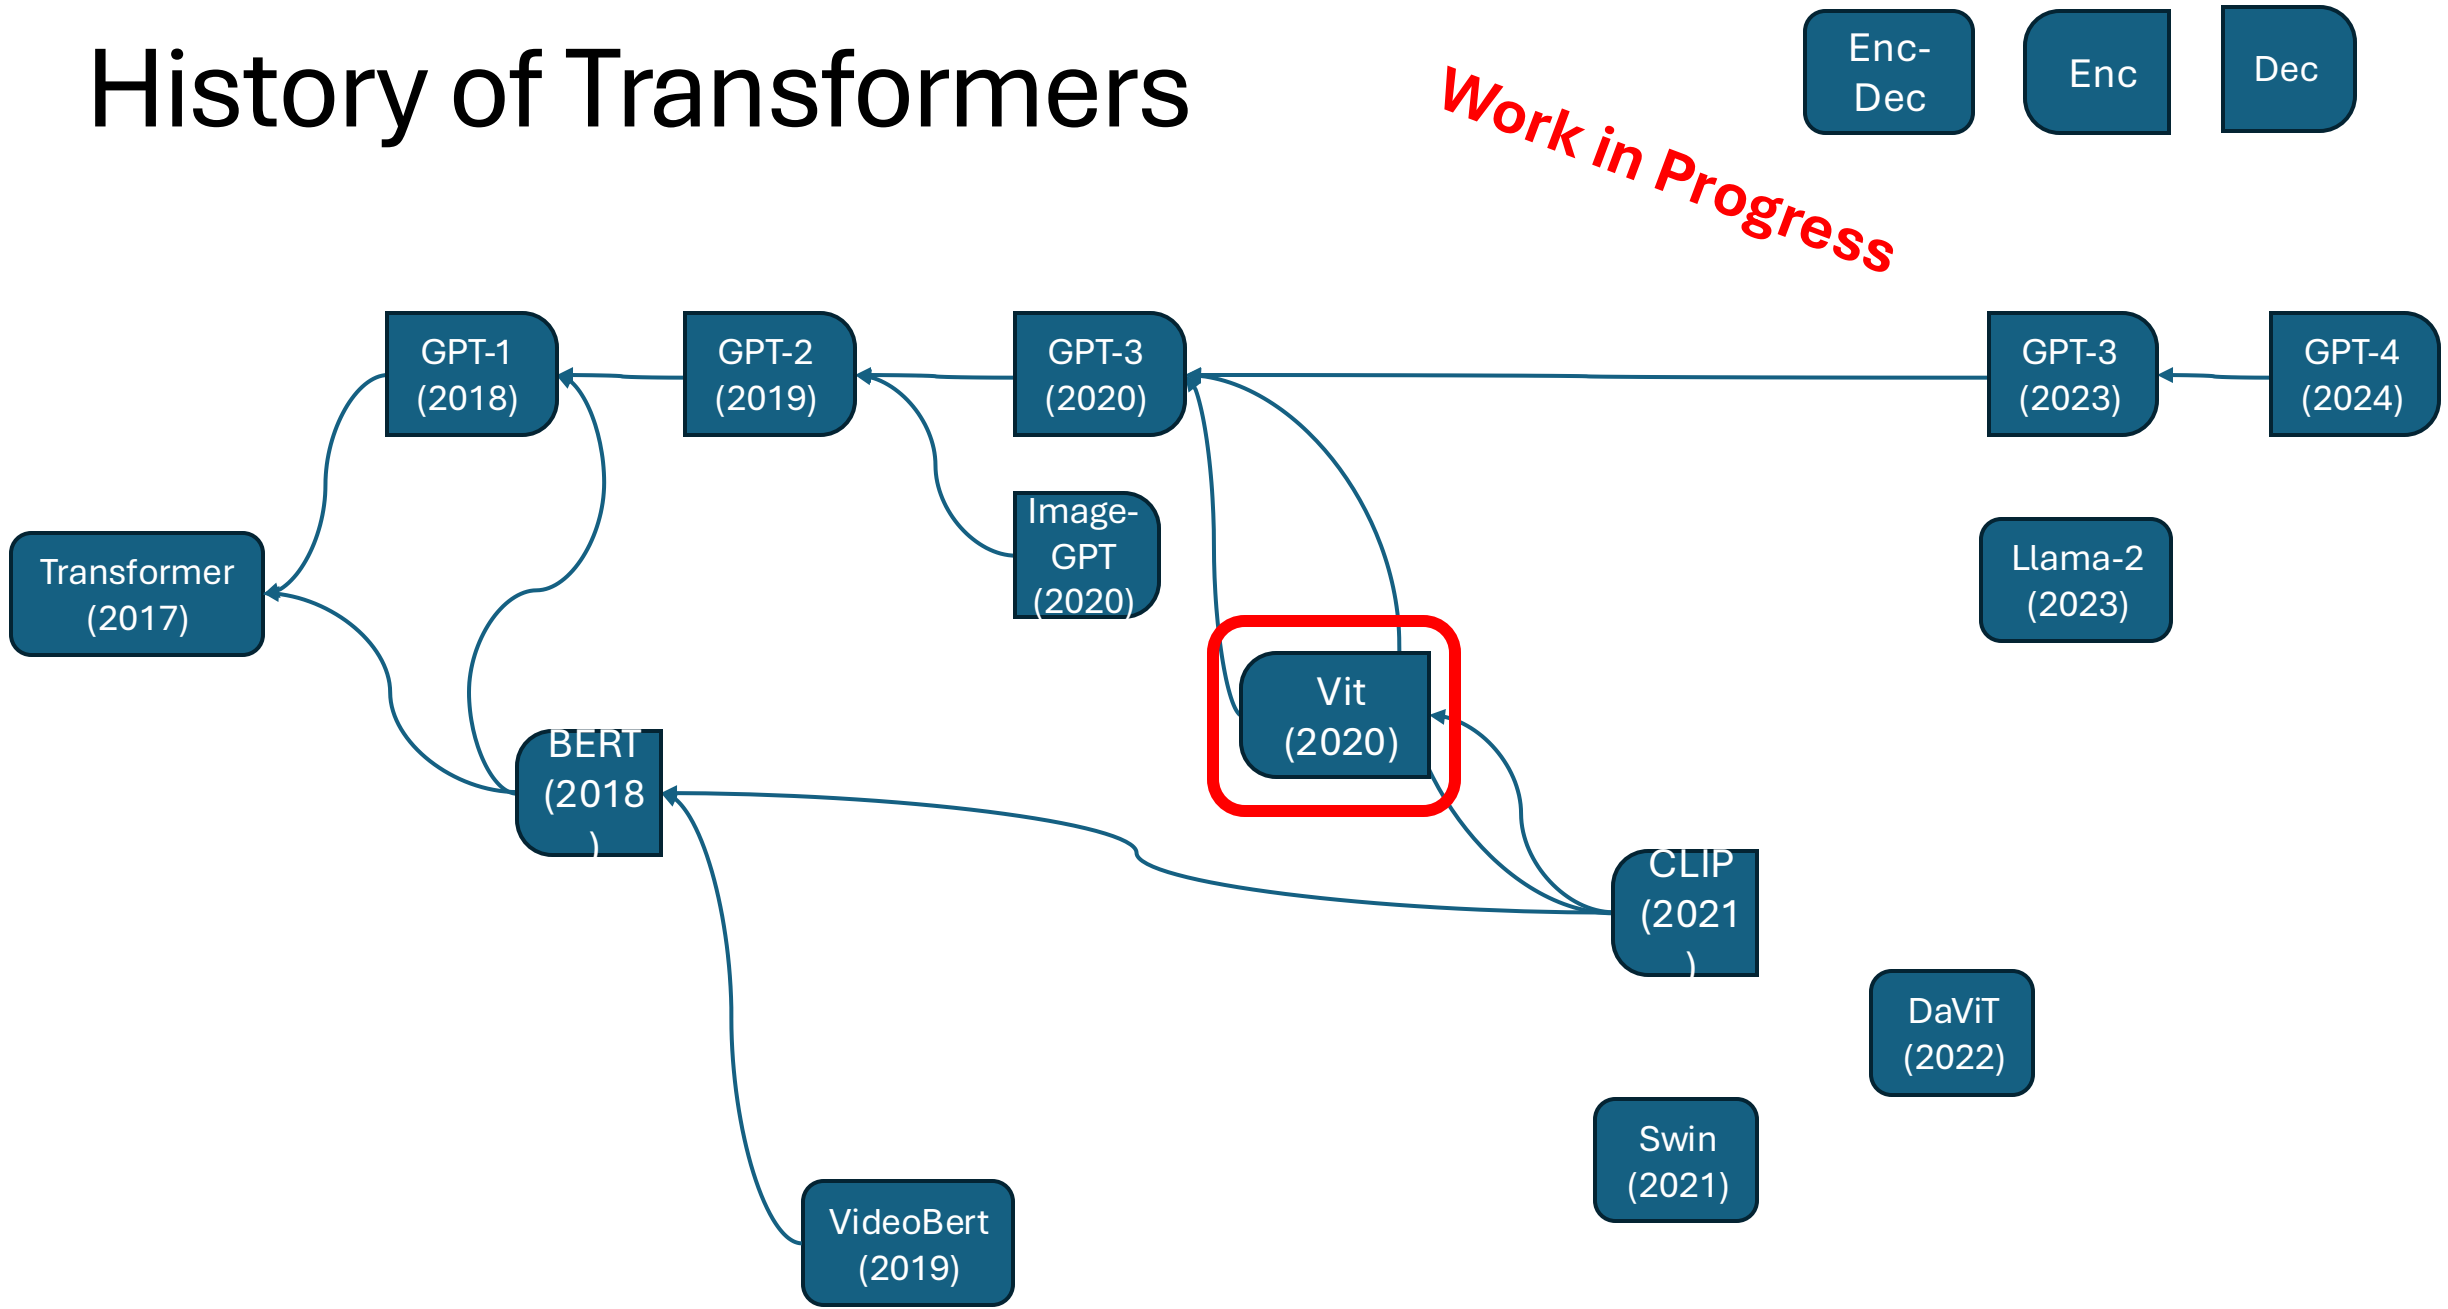 History of Transformers
Work in Progress
Enc-
Dec
Enc
Dec
GPT-1
(2018)
GPT-2
(2019)
GPT-3
(2020)
GPT-3
(2023)
GPT-4
(2024)
Image-
GPT
(2020)
Transformer
(2017)
Llama-2
(2023)
Vit
(2020)
BERT
(2018
)
CLIP
(2021
)
DaViT
(2022)
Swin
(2021)
VideoBert
(2019)